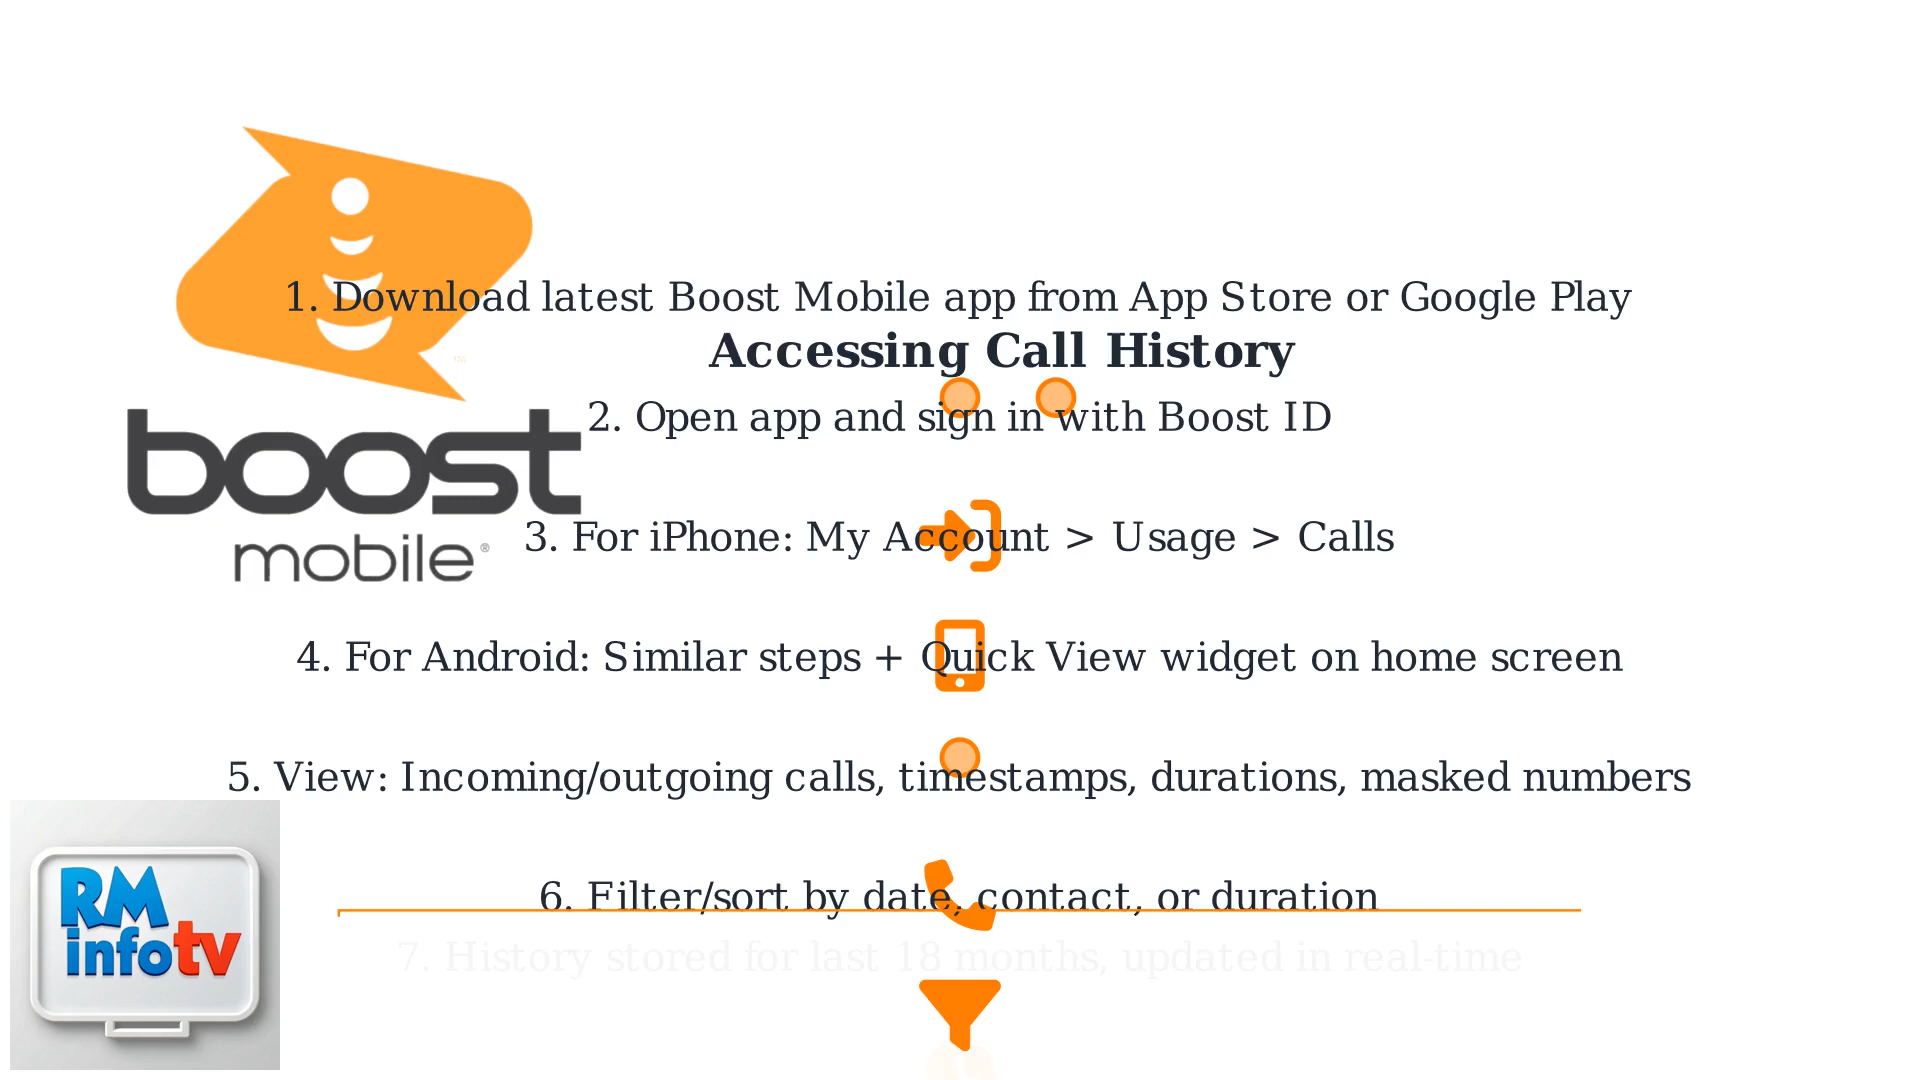 1. Download latest Boost Mobile app from App Store or Google Play
Accessing Call History
2. Open app and sign in with Boost ID
boost
mobile®
3. For iPhone: My Account > Usage > Calls
4. For Android: Similar steps + Quick View widget on home screen
5. View: Incoming/outgoing calls, timestamps, durations, masked numbers
6. Filter/sort by date, contact, or duration
7. History stored for last 18 months, updated in real-time
RM
infotv